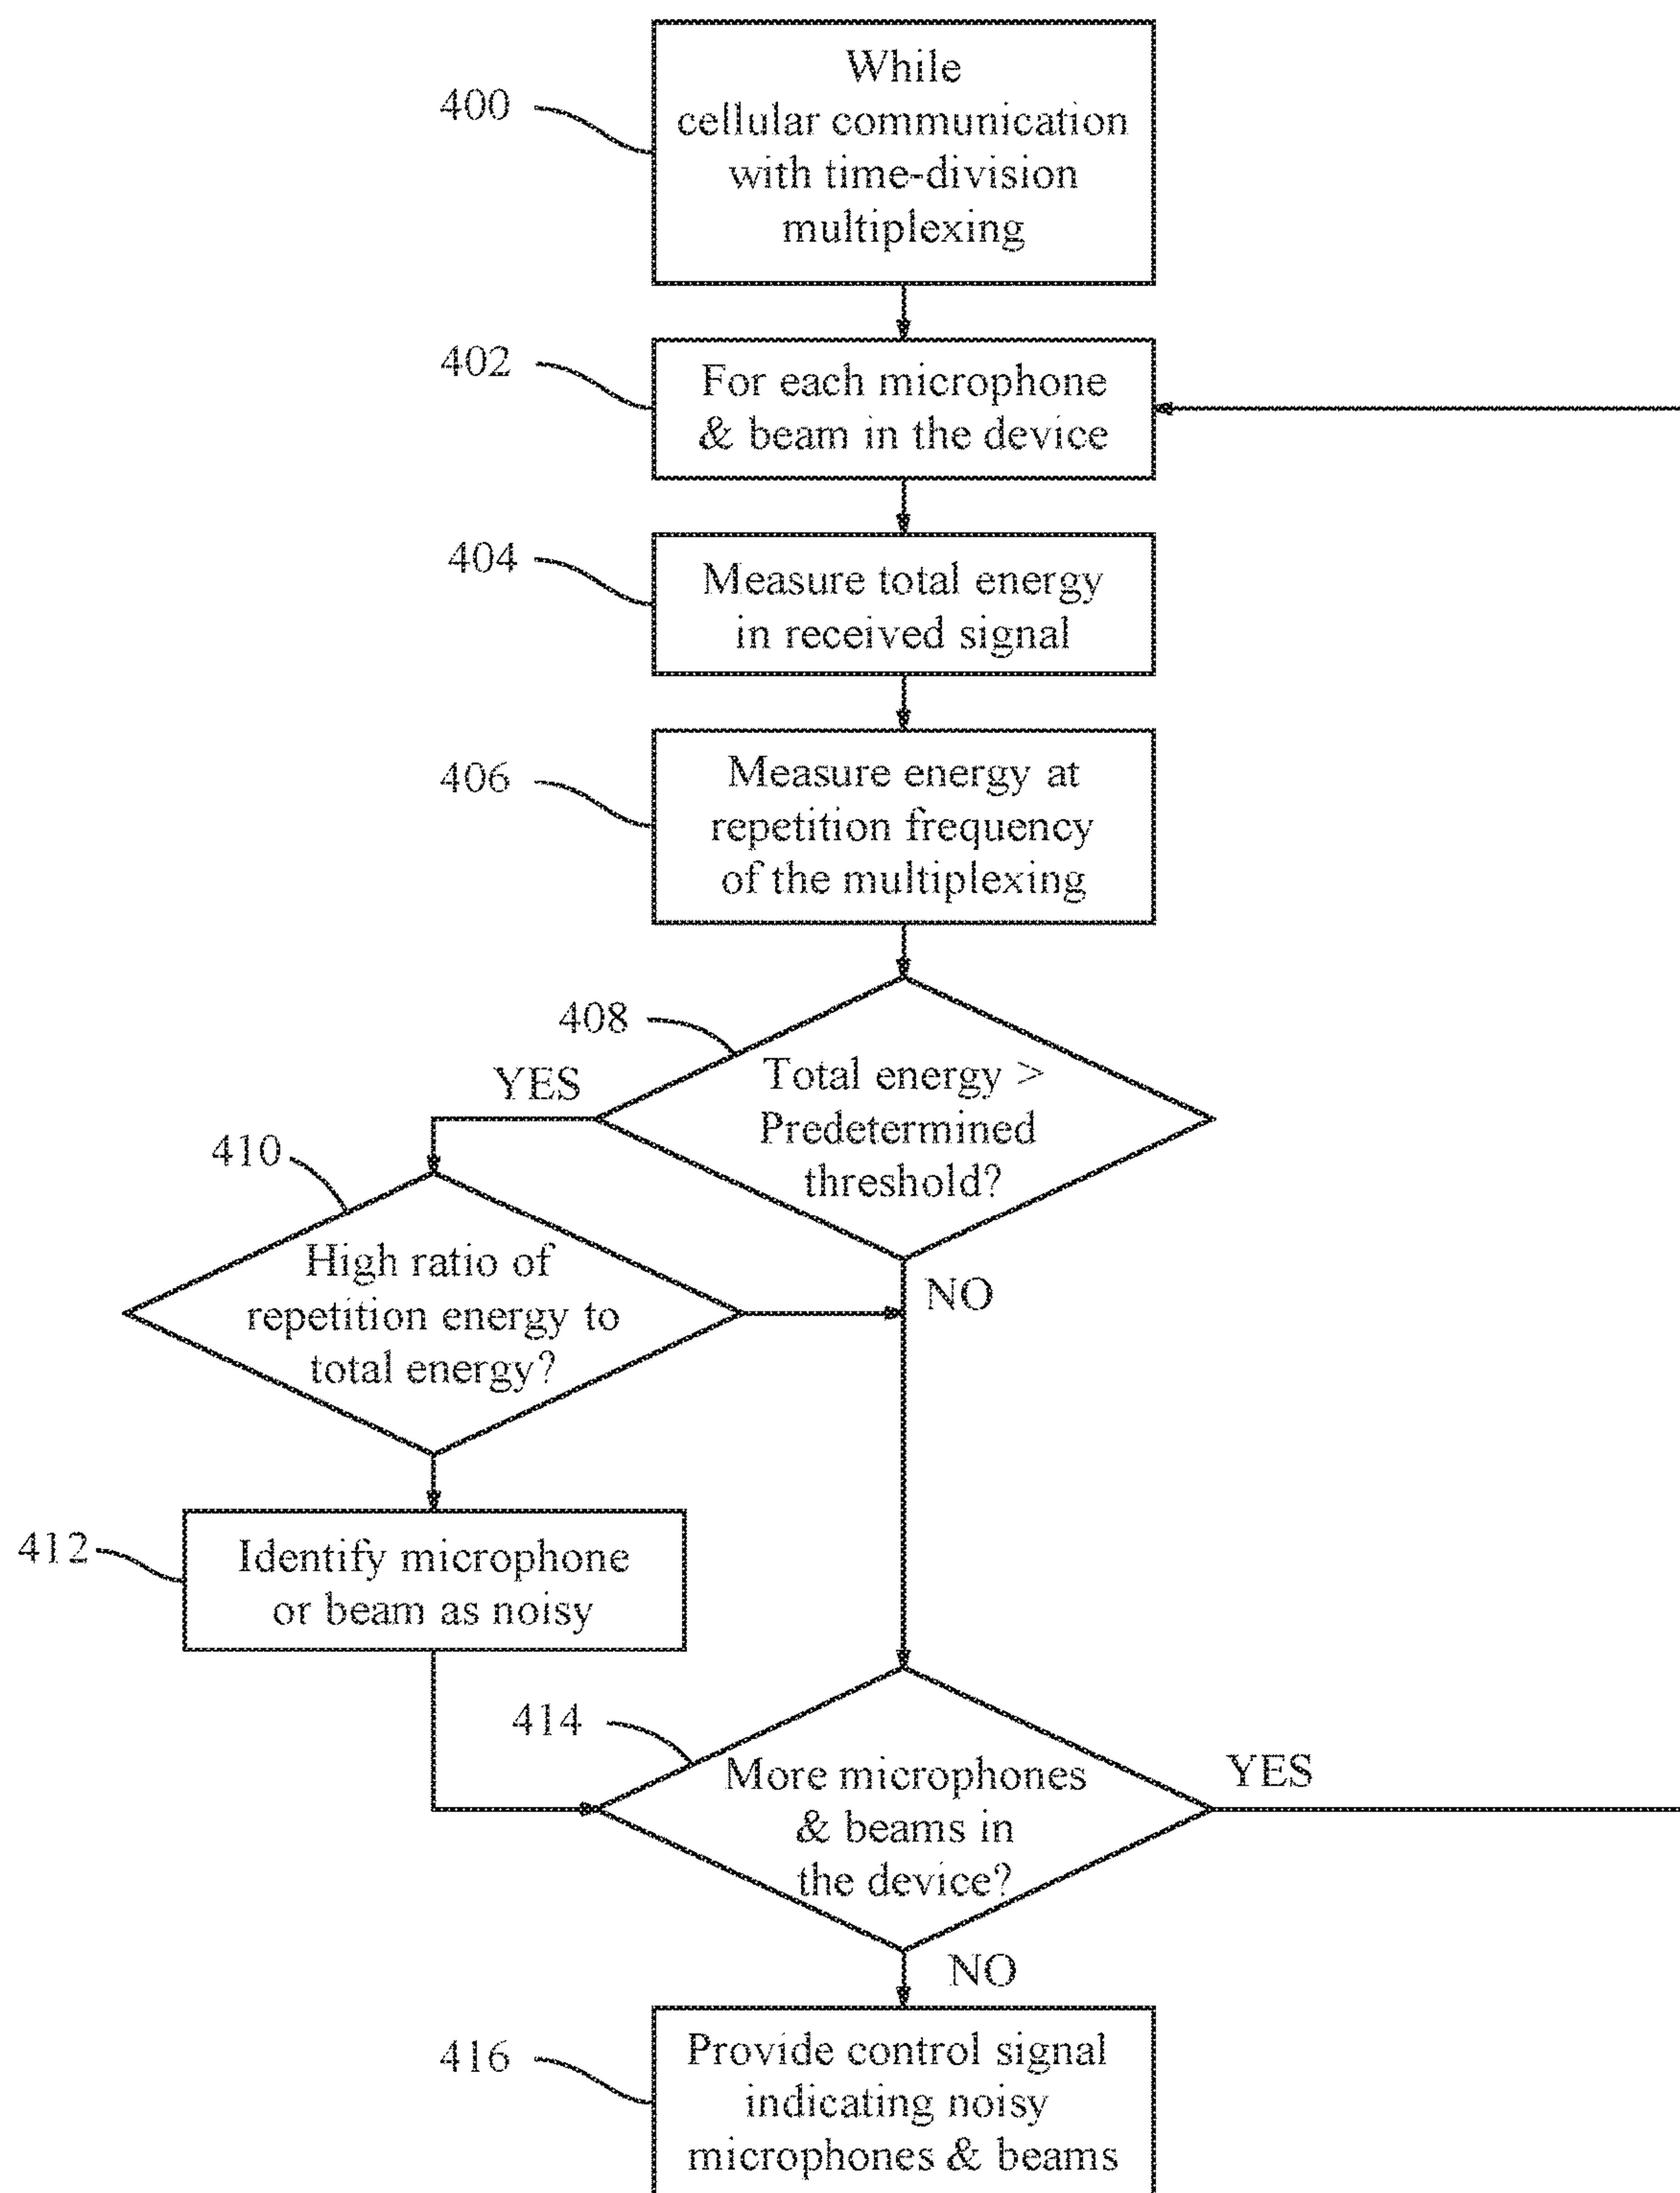 400
While
cellular communication
with time-division
multiplexing
402
For each microphone
& beam in the device
404
Measure total energy
in received signal
406
Measure energy at
repetition frequency
of the multiplexing
408
Total energy >
Predetermined
threshold?
YES
NO
410
High ratio of
repetition energy to
total energy?
412
Identify microphone
or beam as noisy
414
More microphones
& beams in
the device?
YES
NO
416
Provide control signal
indicating noisy
microphones & beams